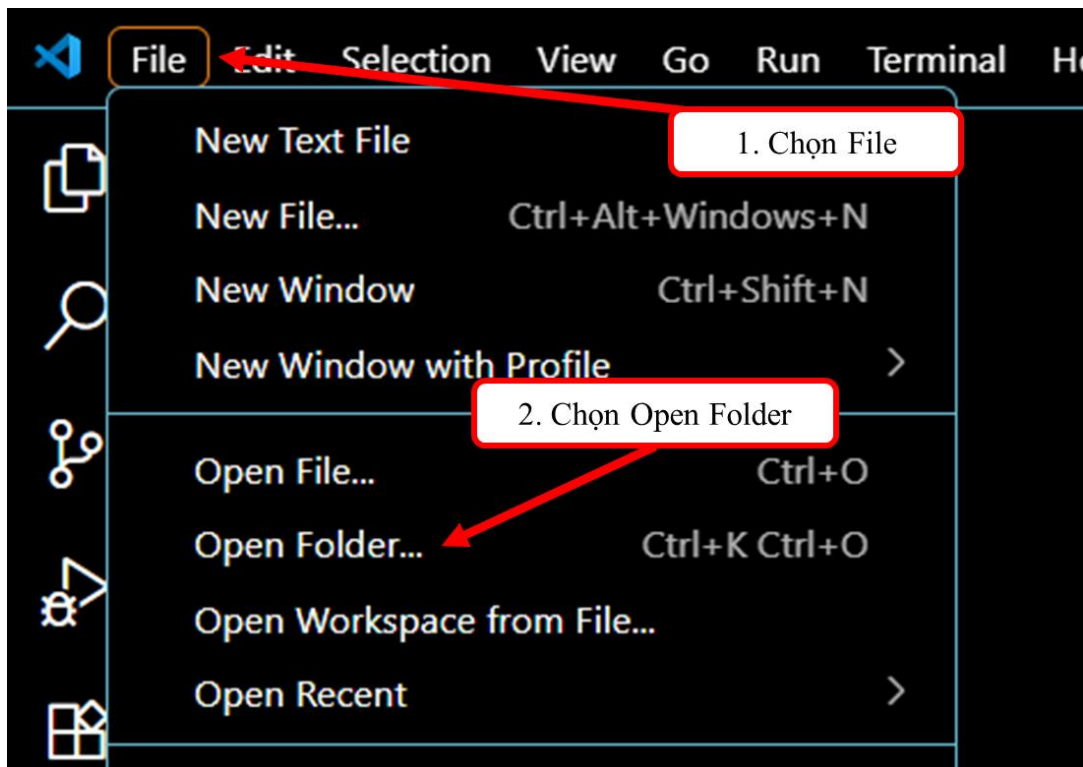 File Edit Selection View Go Run Terminal
New Text File
1. Chọn File
New File... Ctrl+Alt+Windows+N
New Window Ctrl+Shift+N
New Window with Profile
2. Chọn Open Folder
Open File... Ctrl+O
Open Folder... Ctrl+K Ctrl+O
Open Workspace from File...
Open Recent